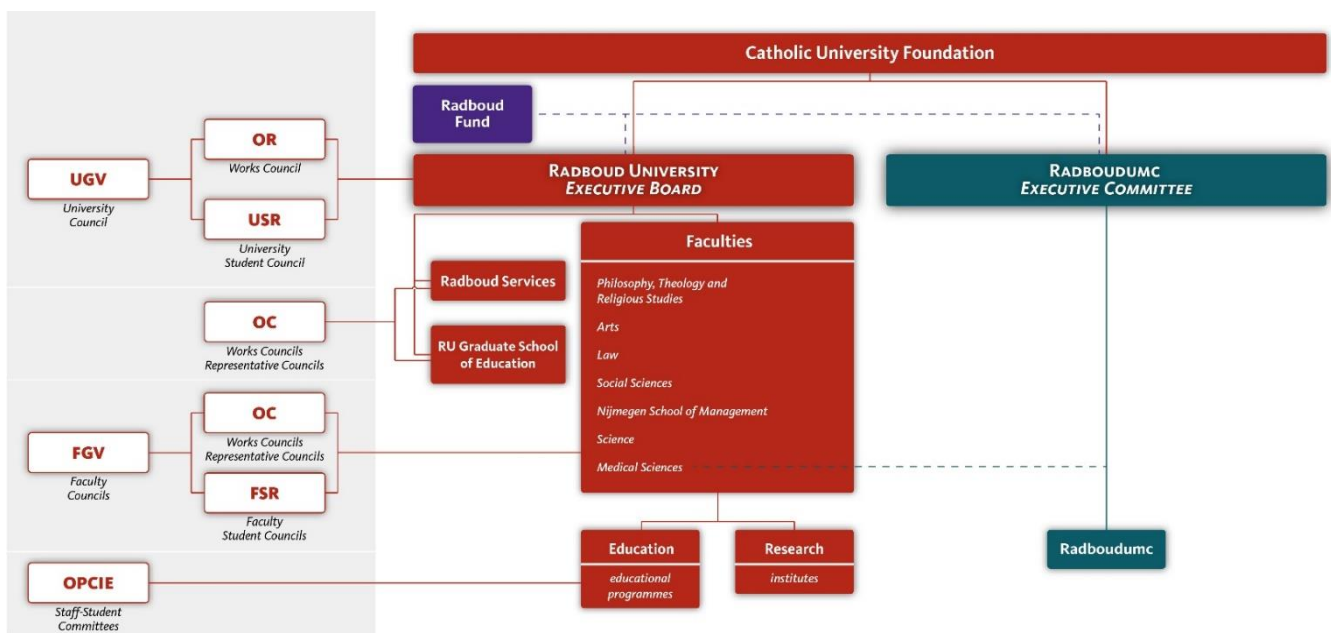 Catholic University Foundation
Radboud
Fund
OR
Works Council
UGV
University
Council
USR
University
Student Council
RADBOUD UNIVERSITY
EXECUTIVE BOARD
RADBOUDUMC
EXECUTIVE COMMITTEE
Faculties
Philosophy, Theology and
Religious Studies
Arts
Law
Social Sciences
Nijmegen School of Management
Science
Medical Sciences
Radboud Services
RU Graduate School
of Education
OC
Works Councils
Representative Councils
OC
Works Councils
Representative Councils
FGV
Faculty
Councils
FSR
Faculty
Student Councils
Education
educational
programmes
Research
institutes
Radboudumc
OPCIE
Staff-Student
Committees